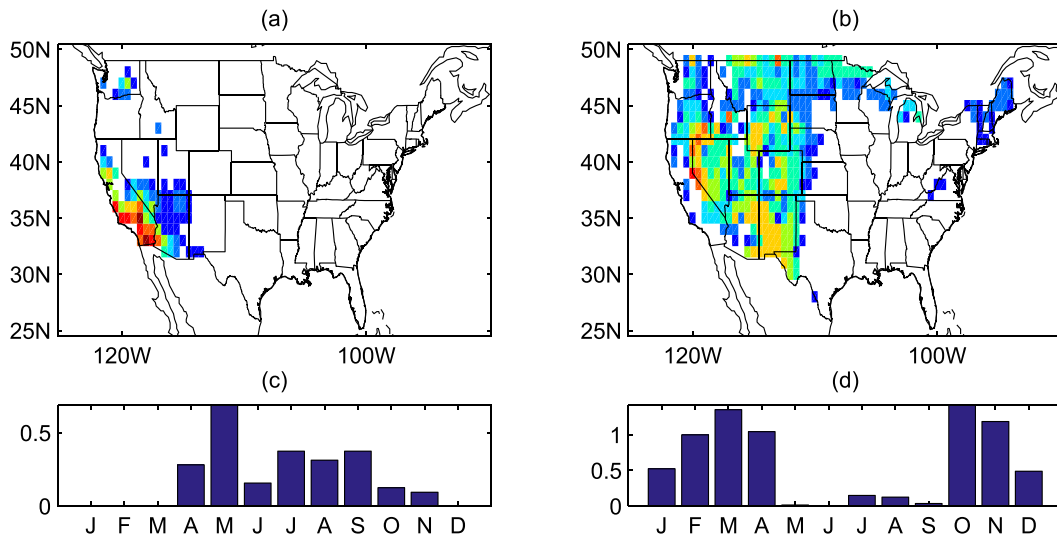 (a)
50N
45N
40N
35N
30N
25N
120W 100W
(b)
50N
45N
40N
35N
30N
25N
120W 100W
(c)
0.5
0
J F M A M J J A S O N D
(d)
1
0.5
0
J F M A M J J A S O N D